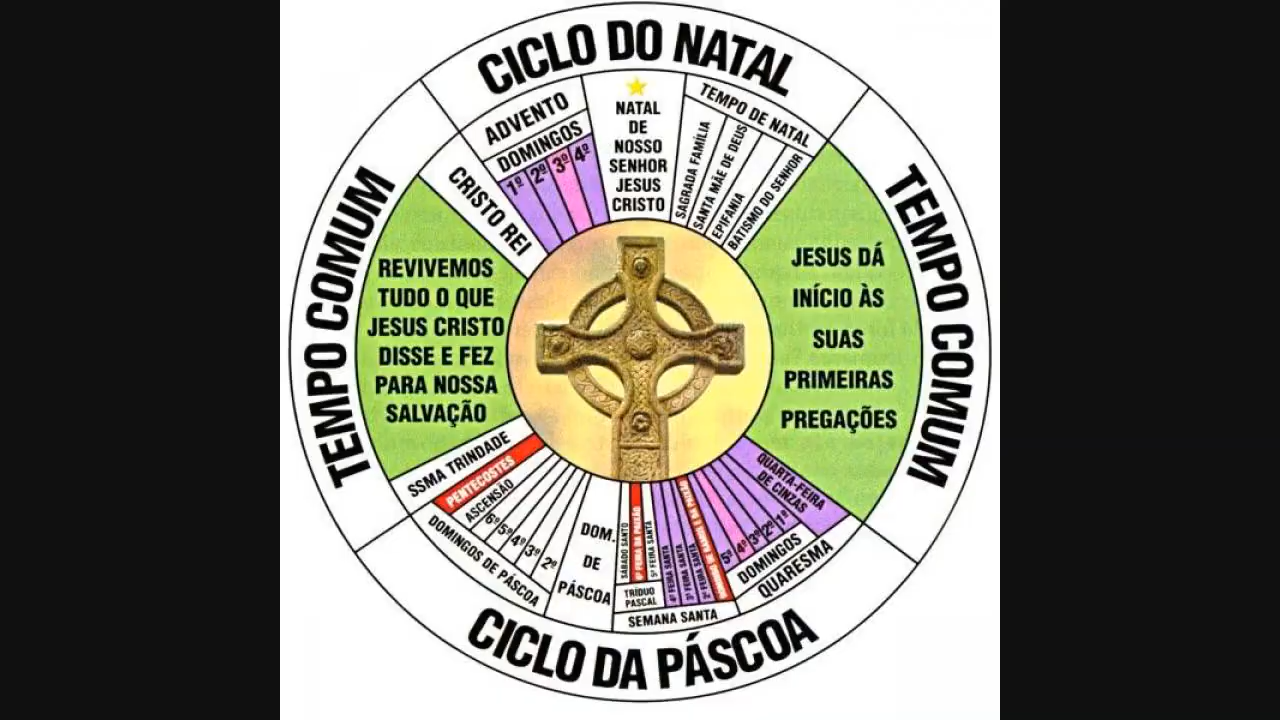 CICLO DO NATAL
ADVENTO
DOMINGOS
1º 2º 3º 4º
NATAL
DE
NOSSO
SENHOR
JESUS
CRISTO
TEMPO DE NATAL
SAGRADA FAMÍLIA
SANTA MÃE DE DEUS
EPIFANIA
BATISMO DO SENHOR
TEMPO COMUM
JESUS DÁ
INÍCIO ÀS
SUAS
PRIMEIRAS
PREGAÇÕES
QUARTA-FEIRA
DE CINZAS
1º
2º
3º
4º
5º
DOMINGOS
QUARESMA
DOMINGO DE RAMOS E DA PAIXÃO
2ª FEIRA SANTA
3ª FEIRA SANTA
4ª FEIRA SANTA
5ª FEIRA SANTA
6ª FEIRA DA PAIXÃO
SÁBADO SANTO
TRÍDUO
PASCAL
SEMANA SANTA
CICLO DA PÁSCOA
DOM.
DE
PÁSCOA
2º
3º
4º
5º
6º
DOMINGOS DE PÁSCOA
ASCENSÃO
PENTECOSTES
SSMA TRINDADE
TEMPO COMUM
REVIVEMOS
TUDO O QUE
JESUS CRISTO
DISSE E FEZ
PARA NOSSA
SALVAÇÃO
CRISTO REI